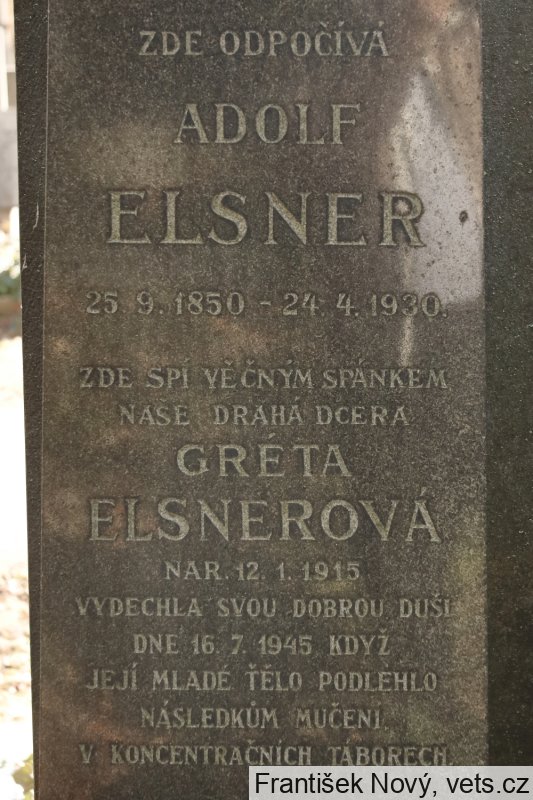 ZDE ODPOČÍVÁ
ADOLF
ELSNER
25. 9. 1850 - 24. 4. 1930.
ZDE SPÍ VĚČNÝM SPÁNKEM
NAŠE DRAHÁ DCERA
GRÉTA
ELSNEROVÁ
NAR. 12. 1. 1915
VYDECHLA SVOU DOBROU DUŠI
DNE 16. 7. 1945 KDYŽ
JEJÍ MLADÉ TĚLO PODLEHLO
NÁSLEDKŮM MUČENI
V KONCENTRAČNÍCH TÁBORECH.
František Nový, vets.cz